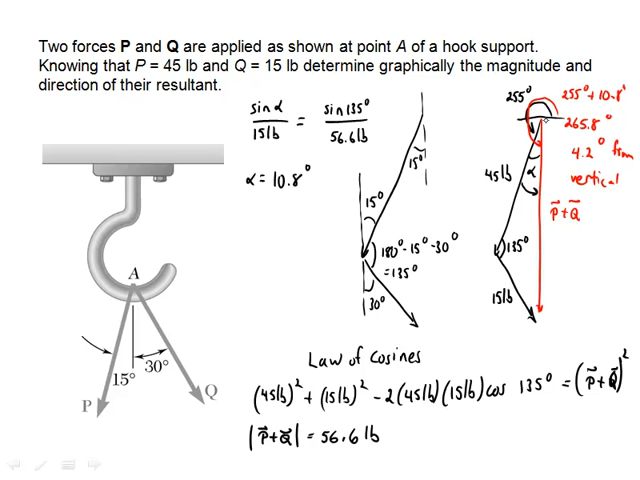 Two forces P and Q are applied as shown at point A of a hook support.
Knowing that P = 45 lb and Q = 15 lb determine graphically the magnitude and
direction of their resultant.
sin α / 15 lb = sin 135° / 56.6 lb
α = 10.8°
15°
15°
180° - 15° - 30°
= 135°
30°
255°
255° + 10.8°
265.8°
4.2° from
vertical
45 lb
α
P⃗ + Q⃗
135°
15 lb
A
15°
30°
P
Q
Law of Cosines
(45 lb)² + (15 lb)² - 2 (45 lb) (15 lb) cos 135° = (P⃗ + Q⃗)²
|P⃗ + Q⃗| = 56.6 lb